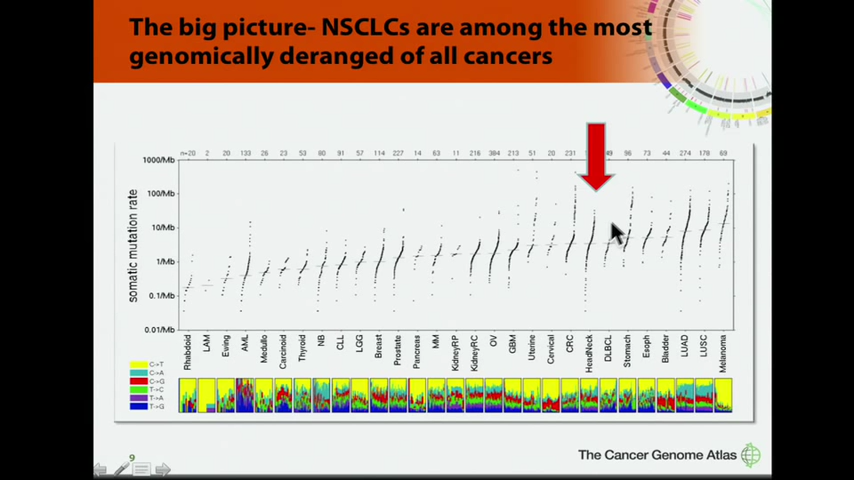 The big picture- NSCLCs are among the most
genomically deranged of all cancers
n=20 2 20 133 26 23 53 80 91 57 114 227 14 63 11 216 394 213 51 20 231 49 96 73 44 274 178 69
1000/Mb
100/Mb
10/Mb
1/Mb
0.1/Mb
0.01/Mb
somatic mutation rate
Rhabdoid LAM Ewing AML Medullo Carcinoid Thyroid NB CLL LGG Breast Prostate Pancreas MM KidneyRP KidneyRC OV GBM Uterine Cervical CRC HeadNeck DLBCL Stomach Esoph Bladder LUAD LUSC Melanoma
C->T
C->A
C->G
T->C
T->A
T->G
9
The Cancer Genome Atlas